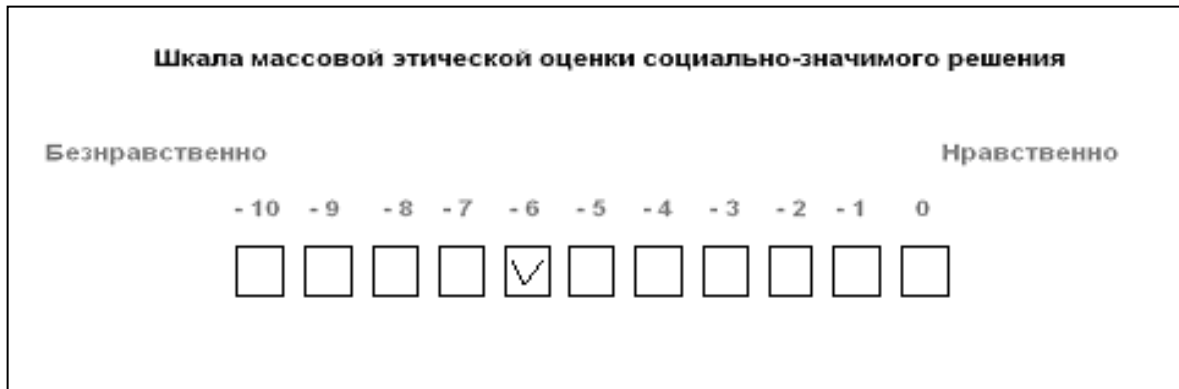 Шкала массовой этической оценки социально-значимого решения
Безнравственно Нравственно
- 10 - 9 - 8 - 7 - 6 - 5 - 4 - 3 - 2 - 1 0